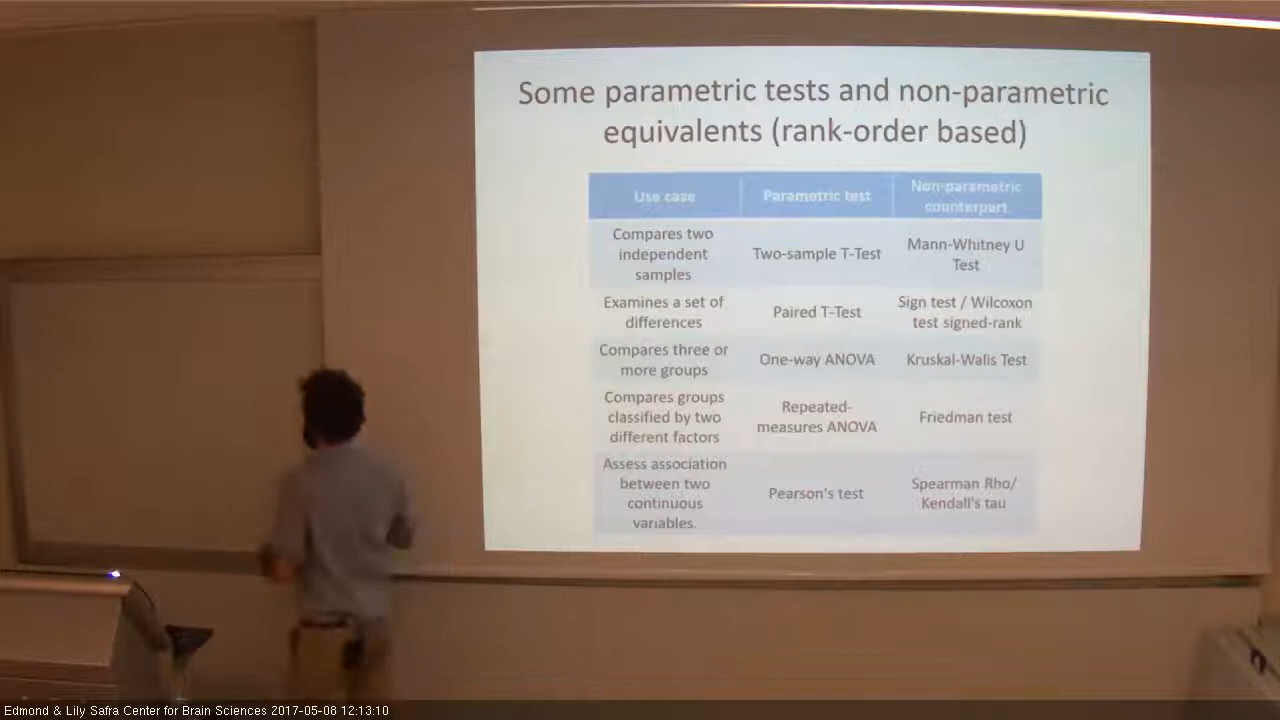 Some parametric tests and non-parametric
equivalents (rank-order based)
Use case
Parametric test
Non-parametric
counterpart
Compares two
independent
samples
Two-sample T-Test
Mann-Whitney U
Test
Examines a set of
differences
Paired T-Test
Sign test / Wilcoxon
test signed-rank
Compares three or
more groups
One-way ANOVA
Kruskal-Walis Test
Compares groups
classified by two
different factors
Repeated-
measures ANOVA
Friedman test
Assess association
between two
continuous
variables.
Pearson's test
Spearman Rho/
Kendall's tau
Edmond & Lily Safra Center for Brain Sciences 2017-05-08 12:13:10